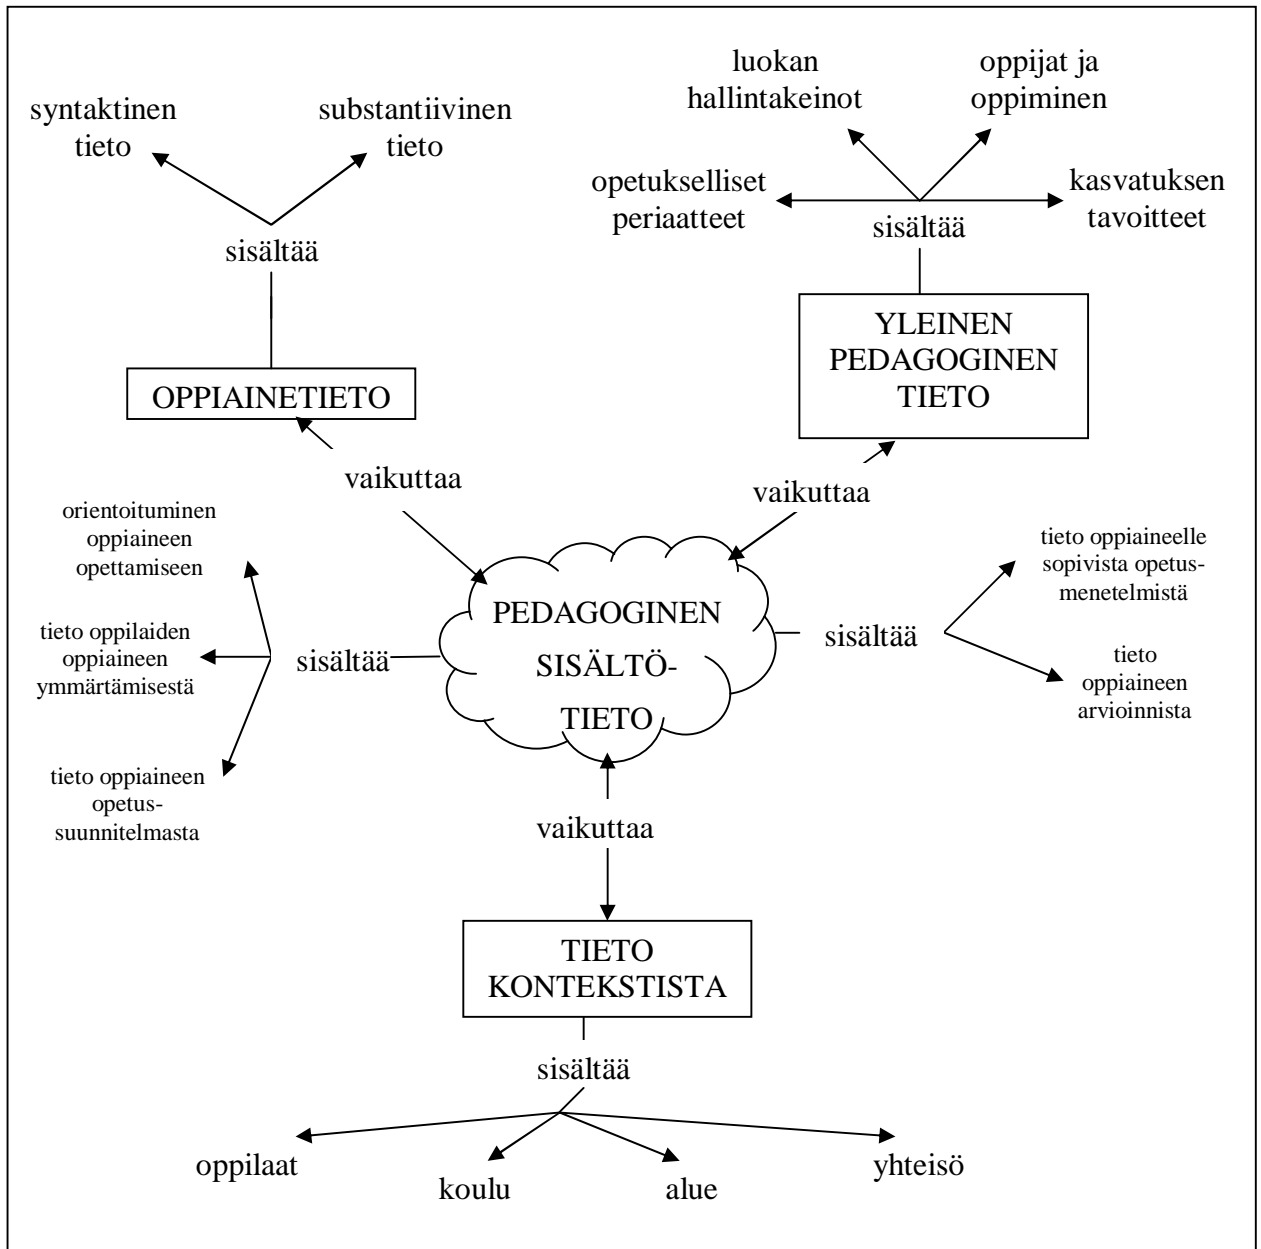 luokan
hallintakeinot
oppijat ja
oppiminen
syntaktinen
tieto
substantiivinen
tieto
opetukselliset
periaatteet
kasvatuksen
tavoitteet
sisältää
sisältää
YLEINEN
PEDAGOGINEN
TIETO
OPPIAINETIETO
vaikuttaa
vaikuttaa
orientoituminen
oppiaineen
opettamiseen
tieto oppiaineelle
sopivista opetus-
menetelmistä
PEDAGOGINEN
SISÄLTÖ-
TIETO
tieto oppilaiden
oppiaineen
ymmärtämisestä
sisältää
sisältää
tieto
oppiaineen
arvioinnista
tieto oppiaineen
opetus-
suunnitelmasta
vaikuttaa
TIETO
KONTEKSTISTA
sisältää
oppilaat
koulu
alue
yhteisö